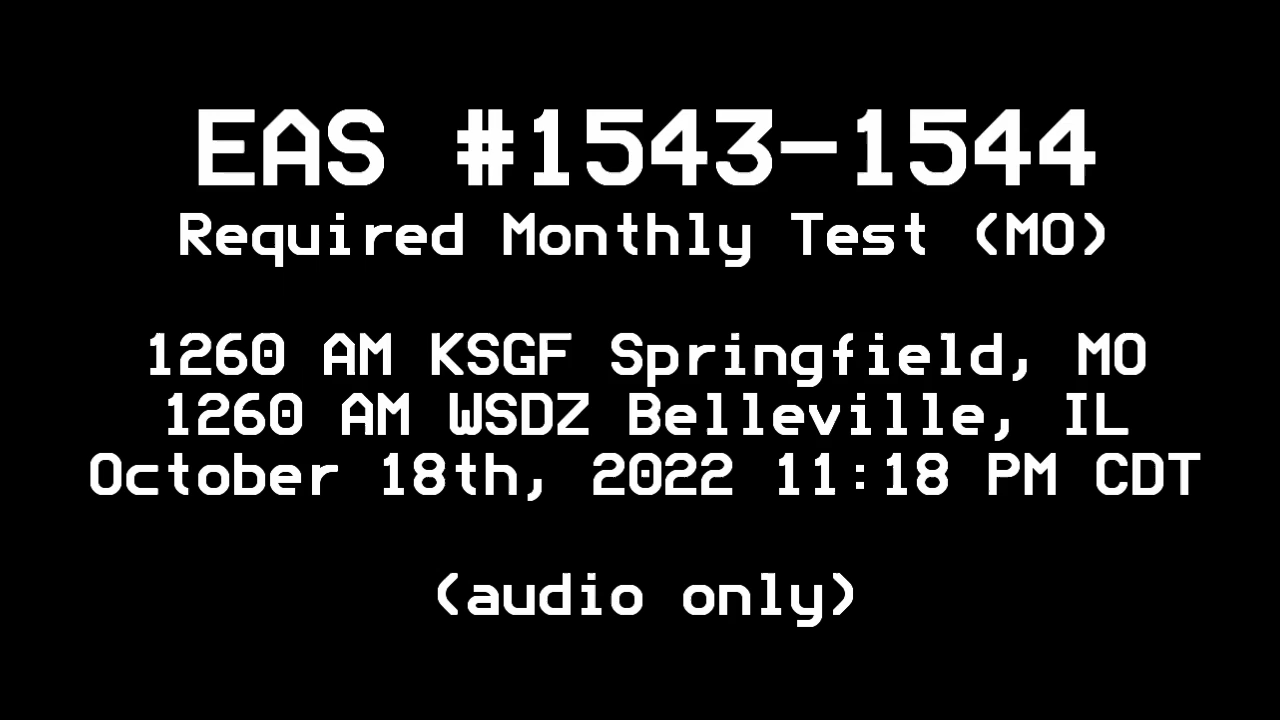 EAS #1543-1544
Required Monthly Test (MO)
1260 AM KSGF Springfield, MO
1260 AM WSDZ Belleville, IL
October 18th, 2022 11:18 PM CDT
(audio only)